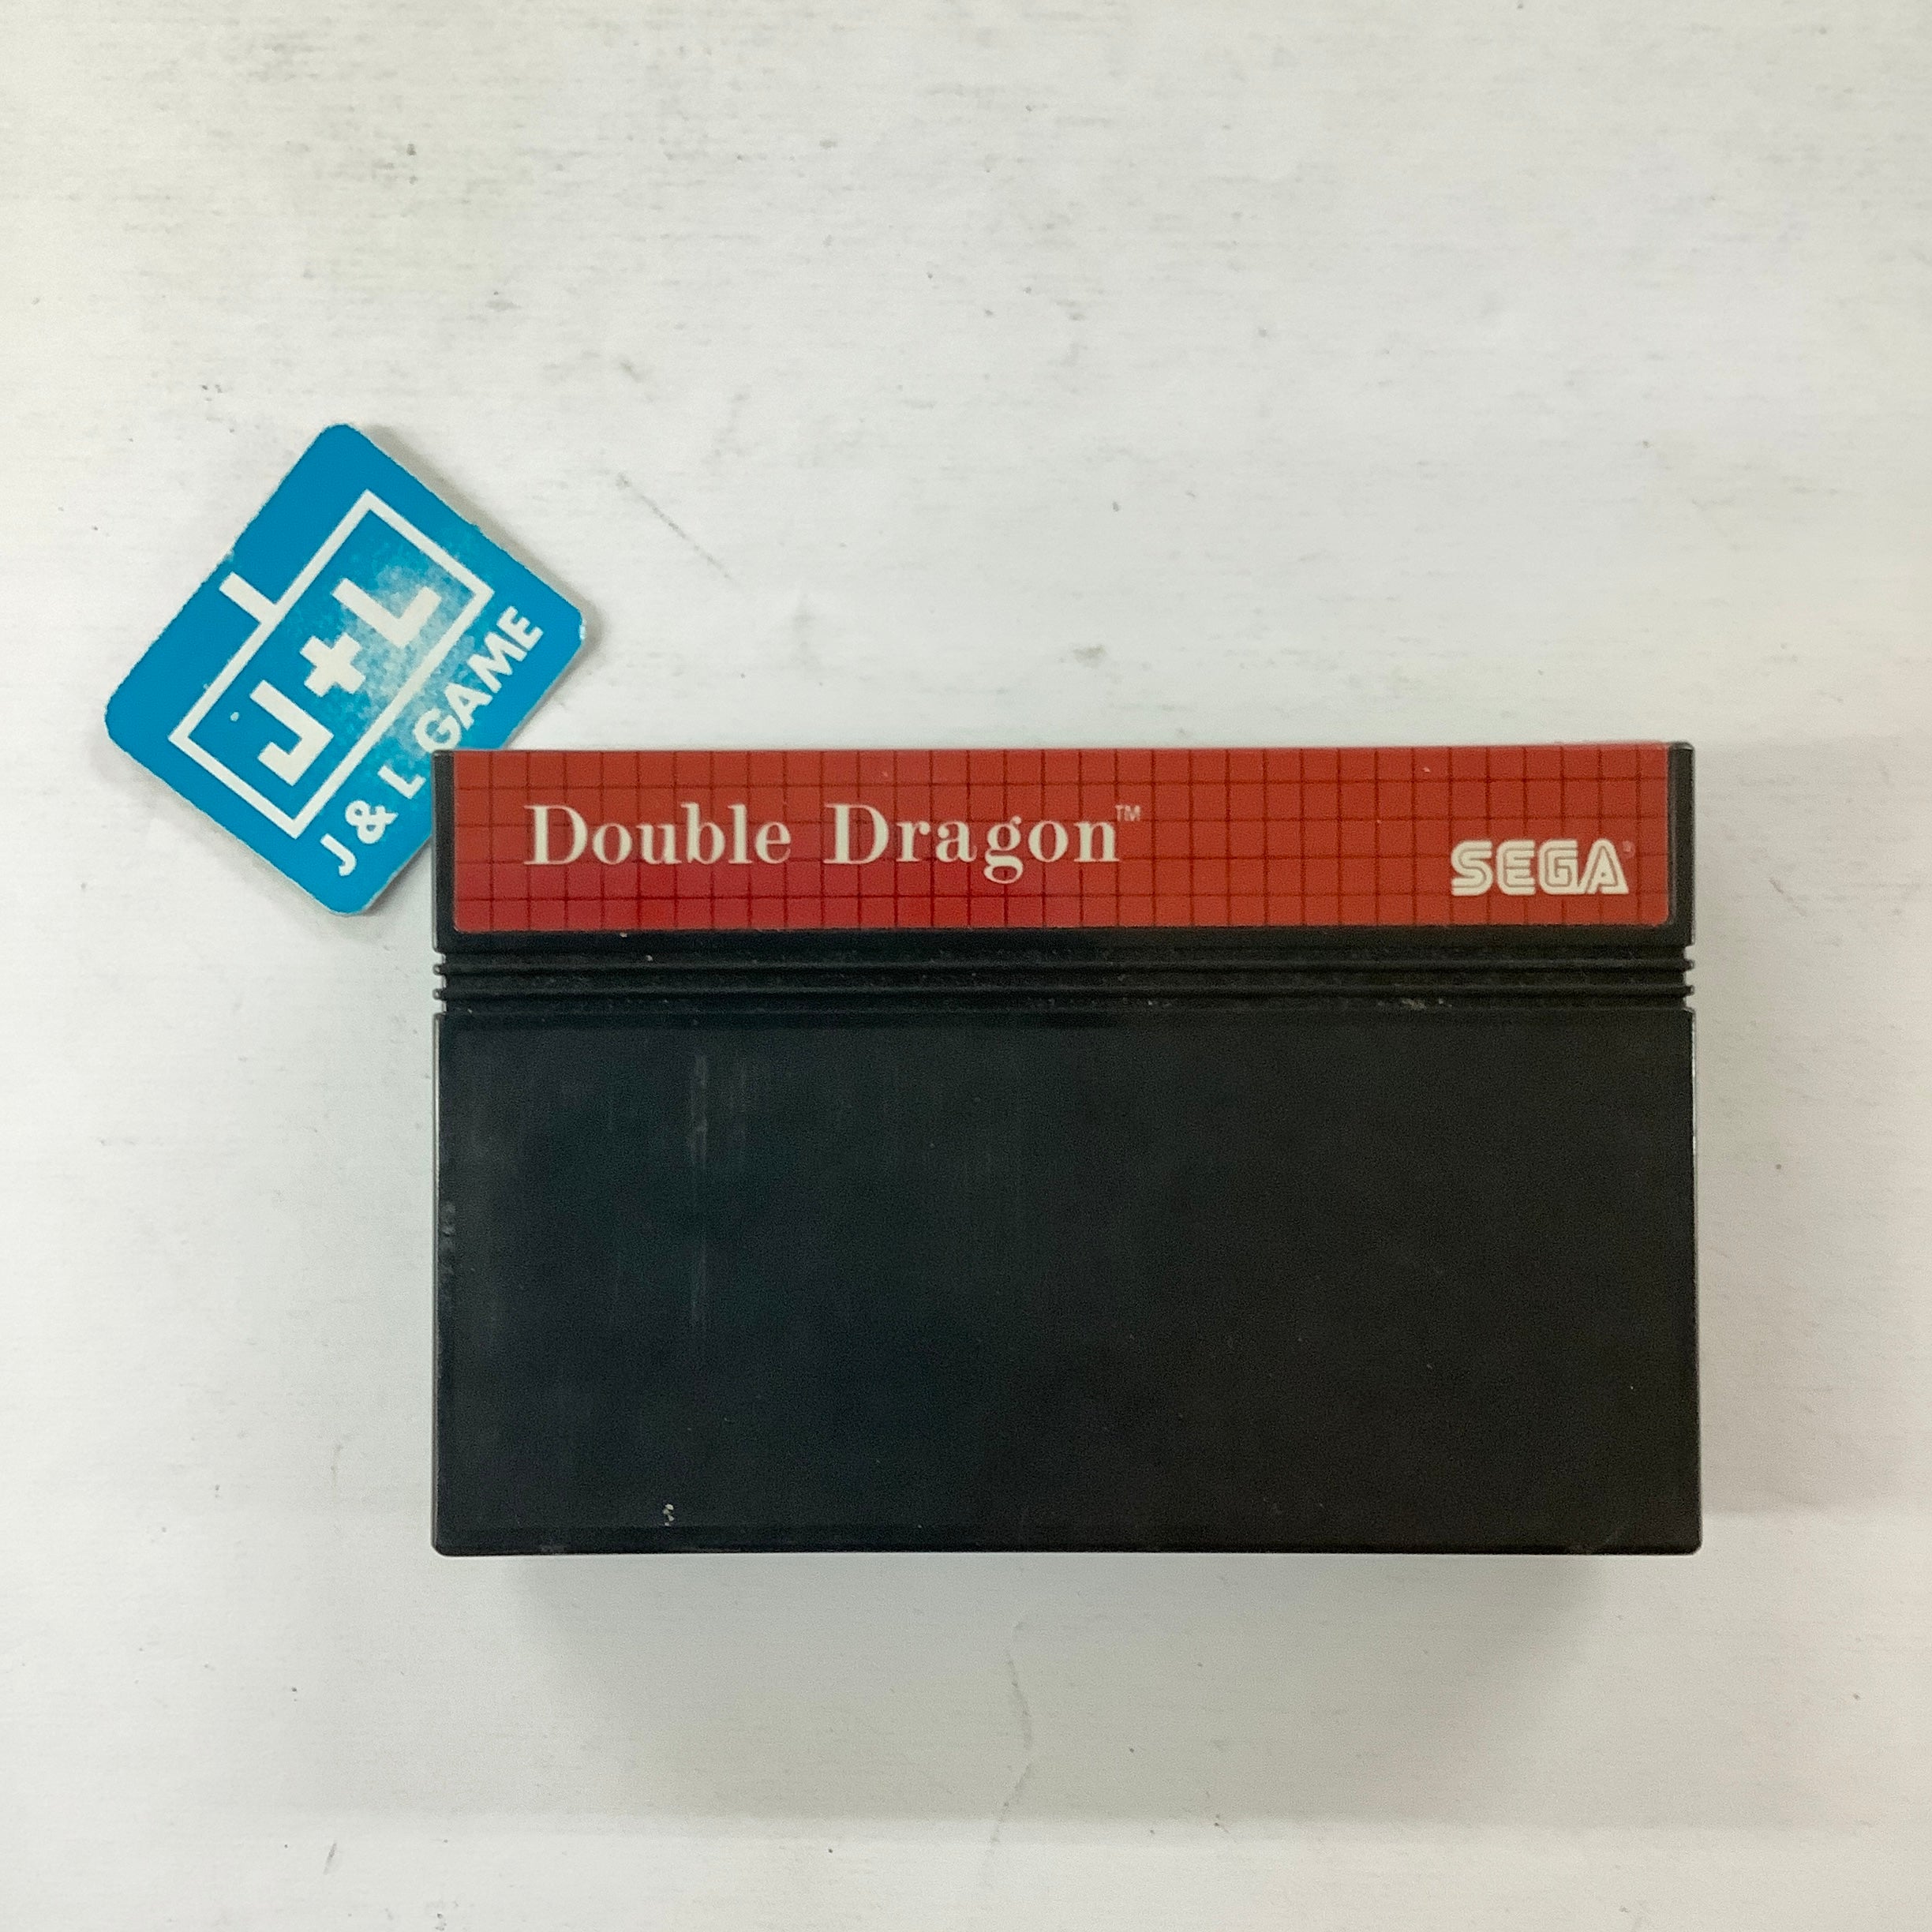 J+L
J & L GAME
Double Dragon™
SEGA®